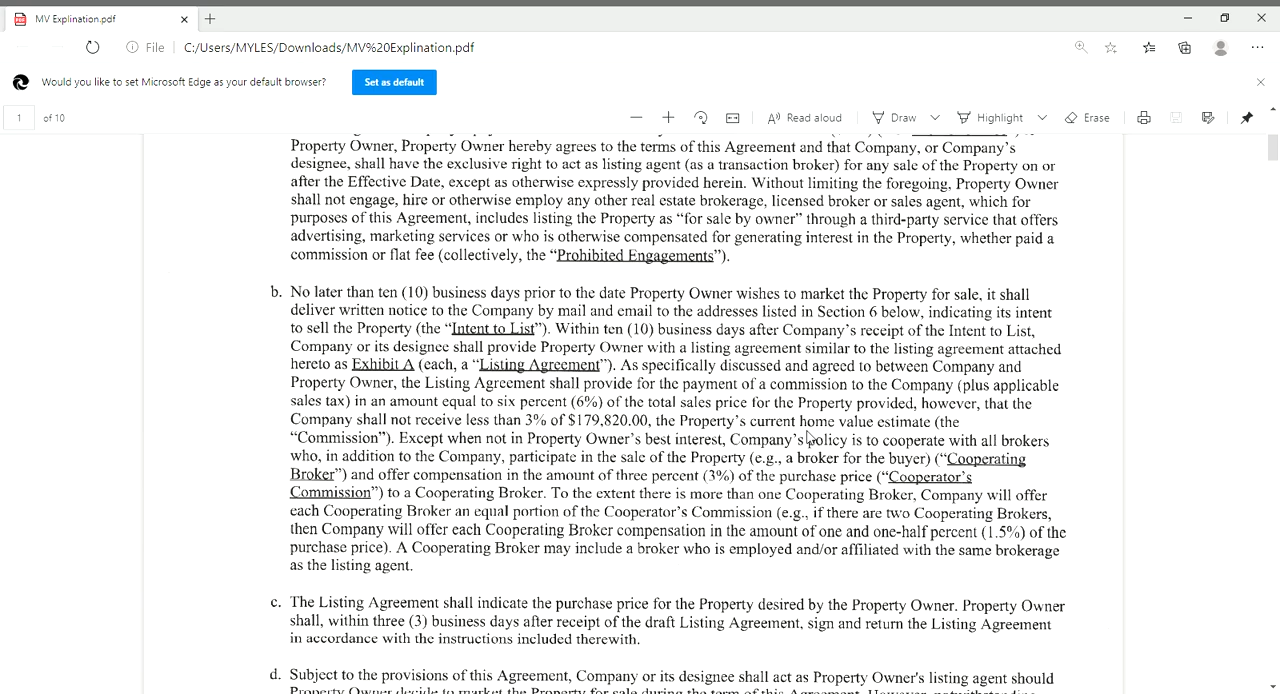 MV Explination.pdf
File C:/Users/MYLES/Downloads/MV%20Explination.pdf
Would you like to set Microsoft Edge as your default browser? Set as default
1 of 10 Read aloud Draw Highlight Erase
Property Owner, Property Owner hereby agrees to the terms of this Agreement and that Company, or Company's
designee, shall have the exclusive right to act as listing agent (as a transaction broker) for any sale of the Property on or
after the Effective Date, except as otherwise expressly provided herein. Without limiting the foregoing, Property Owner
shall not engage, hire or otherwise employ any other real estate brokerage, licensed broker or sales agent, which for
purposes of this Agreement, includes listing the Property as “for sale by owner” through a third-party service that offers
advertising, marketing services or who is otherwise compensated for generating interest in the Property, whether paid a
commission or flat fee (collectively, the “Prohibited Engagements”).
b. No later than ten (10) business days prior to the date Property Owner wishes to market the Property for sale, it shall
deliver written notice to the Company by mail and email to the addresses listed in Section 6 below, indicating its intent
to sell the Property (the “Intent to List”). Within ten (10) business days after Company's receipt of the Intent to List,
Company or its designee shall provide Property Owner with a listing agreement similar to the listing agreement attached
hereto as Exhibit A (each, a “Listing Agreement”). As specifically discussed and agreed to between Company and
Property Owner, the Listing Agreement shall provide for the payment of a commission to the Company (plus applicable
sales tax) in an amount equal to six percent (6%) of the total sales price for the Property provided, however, that the
Company shall not receive less than 3% of $179,820.00, the Property's current home value estimate (the
“Commission”). Except when not in Property Owner's best interest, Company's policy is to cooperate with all brokers
who, in addition to the Company, participate in the sale of the Property (e.g., a broker for the buyer) (“Cooperating
Broker”) and offer compensation in the amount of three percent (3%) of the purchase price (“Cooperator's
Commission”) to a Cooperating Broker. To the extent there is more than one Cooperating Broker, Company will offer
each Cooperating Broker an equal portion of the Cooperator's Commission (e.g., if there are two Cooperating Brokers,
then Company will offer each Cooperating Broker compensation in the amount of one and one-half percent (1.5%) of the
purchase price). A Cooperating Broker may include a broker who is employed and/or affiliated with the same brokerage
as the listing agent.
c. The Listing Agreement shall indicate the purchase price for the Property desired by the Property Owner. Property Owner
shall, within three (3) business days after receipt of the draft Listing Agreement, sign and return the Listing Agreement
in accordance with the instructions included therewith.
d. Subject to the provisions of this Agreement, Company or its designee shall act as Property Owner's listing agent should
Property Owner decide to market the Property for sale during the term of this Agreement. However, notwithstanding